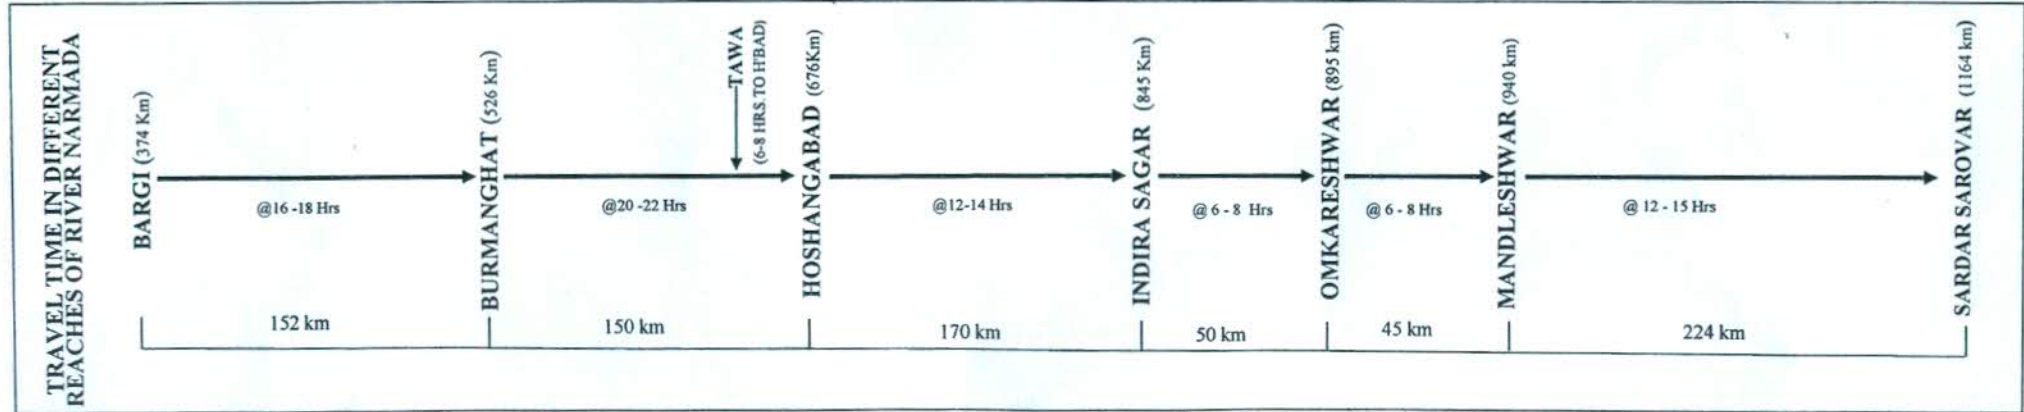 TRAVEL TIME IN DIFFERENT
REACHES OF RIVER NARMADA
BARGI (374 Km)
@16 -18 Hrs
BURMANGHAT (526 Km)
@20 -22 Hrs
TAWA
(6-8 HRS. TO H'BAD)
HOSHANGABAD (676Km)
@12-14 Hrs
INDIRA SAGAR (845 Km)
@ 6 - 8 Hrs
OMKARESHWAR (895 km)
@ 6 - 8 Hrs
MANDLESHWAR (940 km)
@ 12 - 15 Hrs
SARDAR SAROVAR (1164 km)
152 km
150 km
170 km
50 km
45 km
224 km